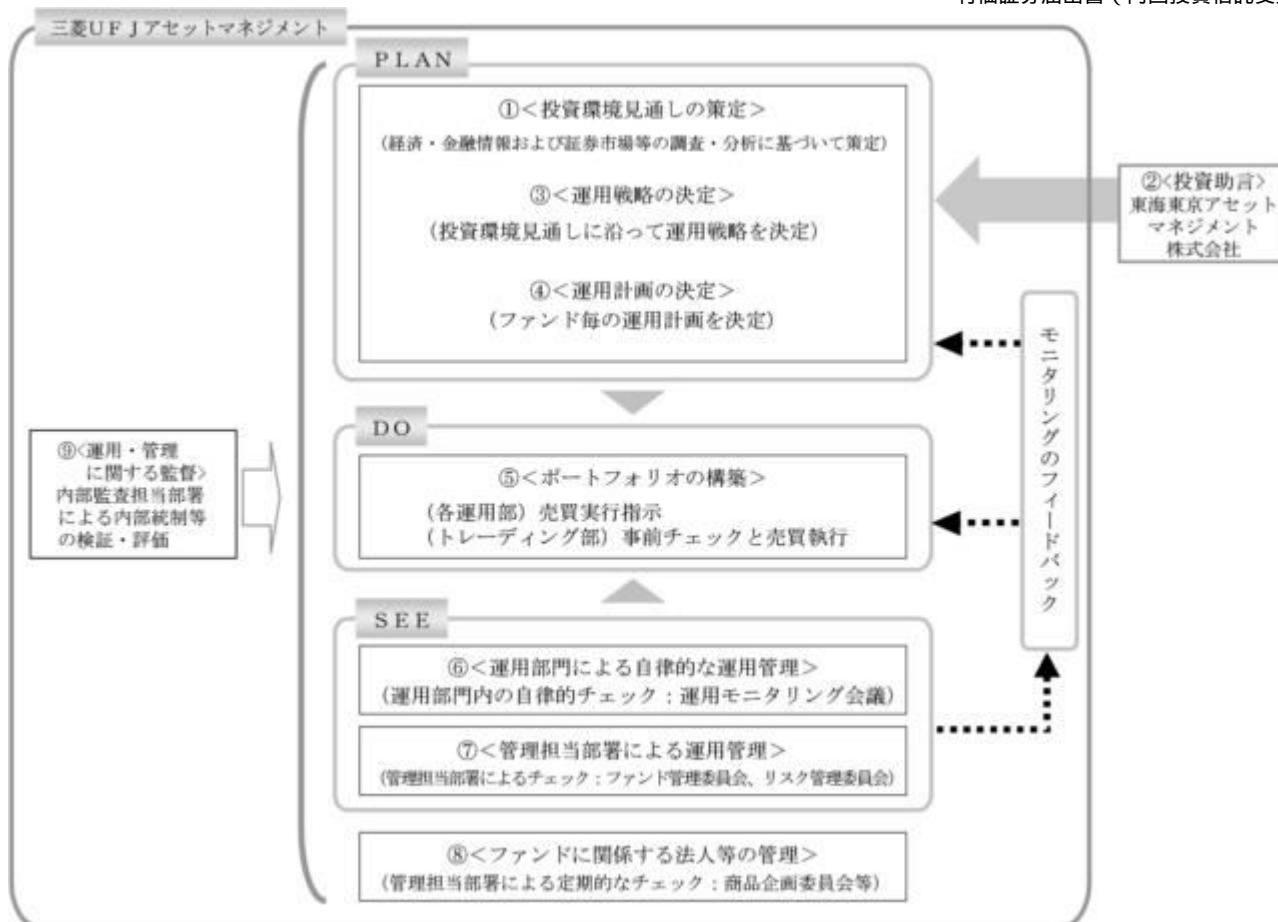 三菱UFJアセットマネジメント
PLAN
①<投資環境見通しの策定>
(経済・金融情報および証券市場等の調査・分析に基づいて策定)
③<運用戦略の決定>
(投資環境見通しに沿って運用戦略を決定)
④<運用計画の決定>
(ファンド毎の運用計画を決定)
②<投資助言>
東海東京アセット
マネジメント
株式会社
モニタリングのフィードバック
DO
⑤<ポートフォリオの構築>
(各運用部)売買実行指示
(トレーディング部)事前チェックと売買執行
⑨<運用・管理
に関する監督>
内部監査担当部署
による内部統制等
の検証・評価
SEE
⑥<運用部門による自律的な運用管理>
(運用部門内の自律的チェック:運用モニタリング会議)
⑦<管理担当部署による運用管理>
(管理担当部署によるチェック:ファンド管理委員会、リスク管理委員会)
⑧<ファンドに関係する法人等の管理>
(管理担当部署による定期的なチェック:商品企画委員会等)